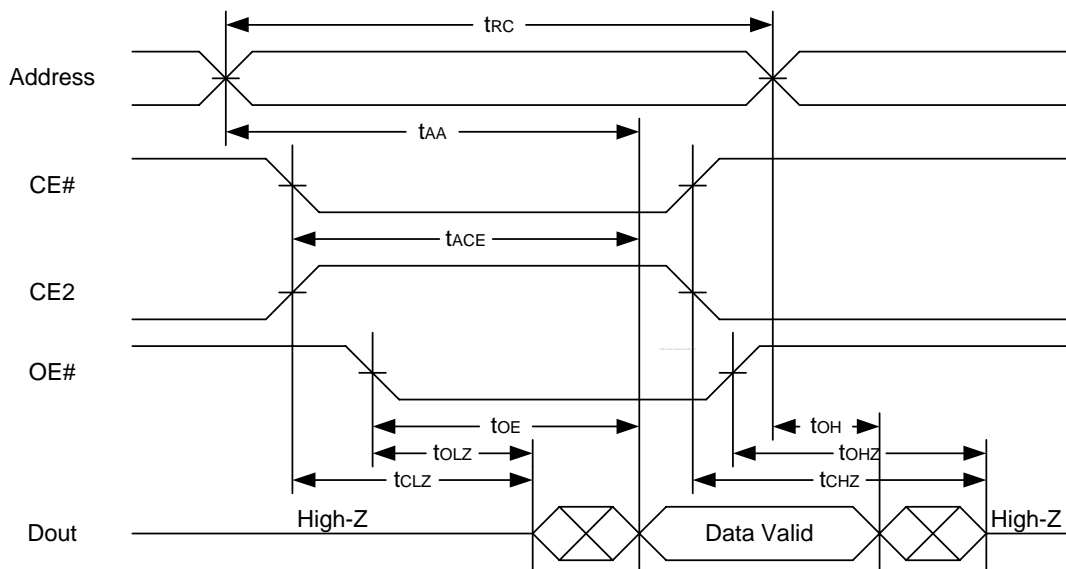 tRC
Address
tAA
CE#
tACE
CE2
OE#
tOE
tOH
tOLZ
tOHZ
tCLZ
tCHZ
Dout
High-Z
Data Valid
High-Z